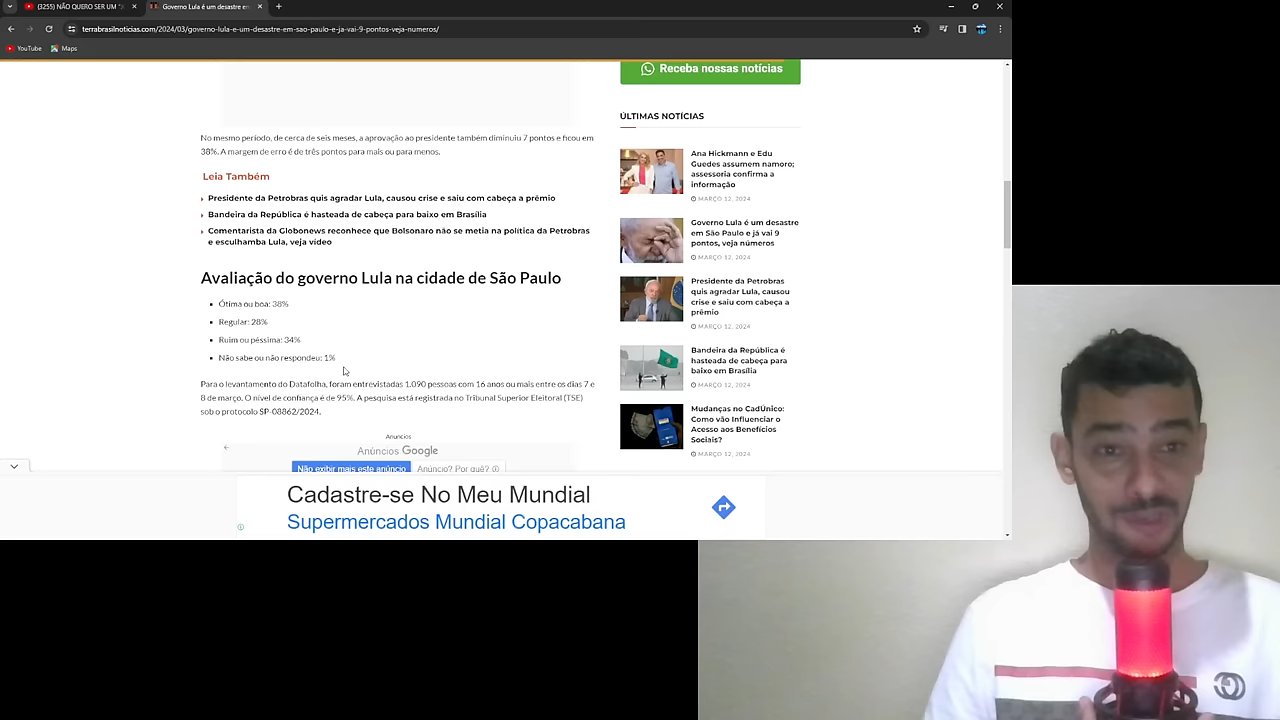 (3255) NÃO QUERO SER UM "
Governo Lula é um desastre em
terrabrasilnoticias.com/2024/03/governo-lula-e-um-desastre-em-sao-paulo-e-ja-vai-9-pontos-veja-numeros/
YouTube
Maps
Receba nossas notícias
No mesmo período, de cerca de seis meses, a aprovação ao presidente também diminuiu 7 pontos e ficou em
38%. A margem de erro é de três pontos para mais ou para menos.
Leia Também
Presidente da Petrobras quis agradar Lula, causou crise e saiu com cabeça a prêmio
Bandeira da República é hasteada de cabeça para baixo em Brasília
Comentarista da Globonews reconhece que Bolsonaro não se metia na política da Petrobras
e esculhamba Lula, veja vídeo
Avaliação do governo Lula na cidade de São Paulo
Ótima ou boa: 38%
Regular: 28%
Ruim ou péssima: 34%
Não sabe ou não respondeu: 1%
Para o levantamento do Datafolha, foram entrevistadas 1.090 pessoas com 16 anos ou mais entre os dias 7 e
8 de março. O nível de confiança é de 95%. A pesquisa está registrada no Tribunal Superior Eleitoral (TSE)
sob o protocolo SP-08862/2024.
Anuncios
Anúncios Google
Não exibir mais este anúncio
Anúncio? Por quê?
ÚLTIMAS NOTÍCIAS
Ana Hickmann e Edu
Guedes assumem namoro;
assessoria confirma a
informação
MARÇO 12, 2024
Governo Lula é um desastre
em São Paulo e já vai 9
pontos, veja números
MARÇO 12, 2024
Presidente da Petrobras
quis agradar Lula, causou
crise e saiu com cabeça a
prêmio
MARÇO 12, 2024
Bandeira da República é
hasteada de cabeça para
baixo em Brasília
MARÇO 12, 2024
Mudanças no CadÚnico:
Como vão Influenciar o
Acesso aos Benefícios
Sociais?
MARÇO 12, 2024
Cadastre-se No Meu Mundial
Supermercados Mundial Copacabana